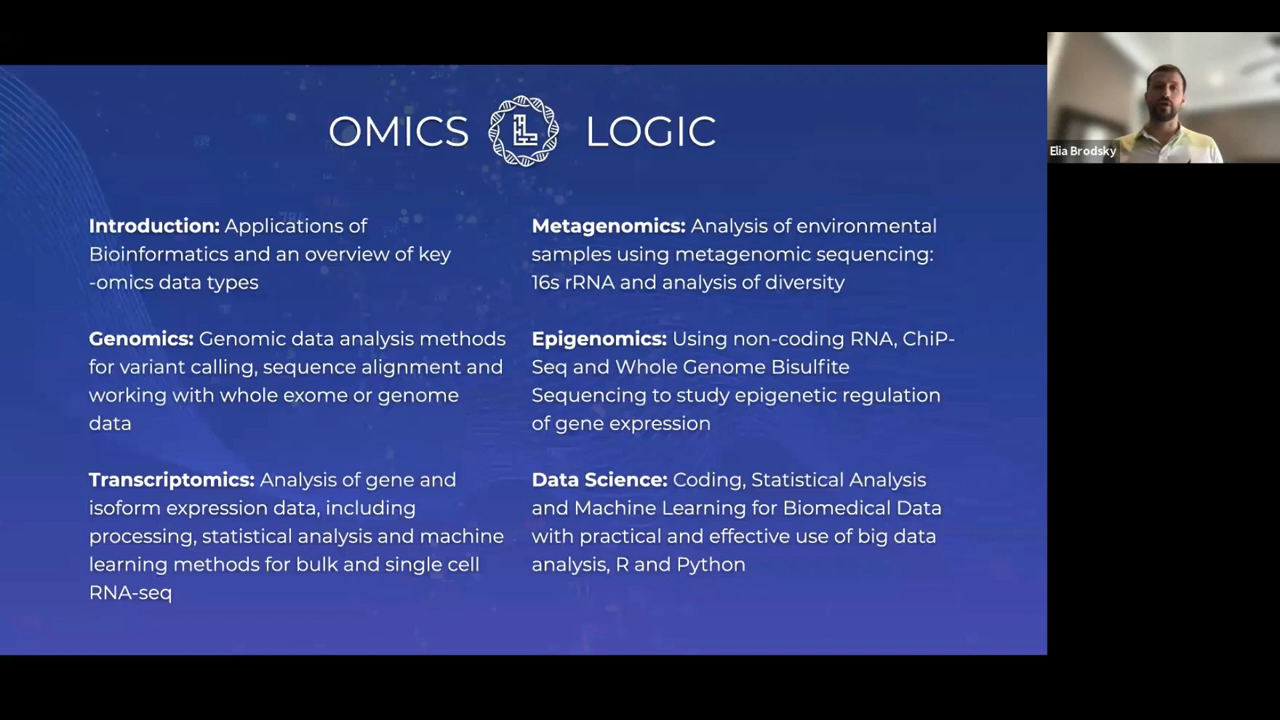 OMICS LOGIC
Introduction: Applications of
Bioinformatics and an overview of key
-omics data types
Genomics: Genomic data analysis methods
for variant calling, sequence alignment and
working with whole exome or genome
data
Transcriptomics: Analysis of gene and
isoform expression data, including
processing, statistical analysis and machine
learning methods for bulk and single cell
RNA-seq
Metagenomics: Analysis of environmental
samples using metagenomic sequencing:
16s rRNA and analysis of diversity
Epigenomics: Using non-coding RNA, ChiP-
Seq and Whole Genome Bisulfite
Sequencing to study epigenetic regulation
of gene expression
Data Science: Coding, Statistical Analysis
and Machine Learning for Biomedical Data
with practical and effective use of big data
analysis, R and Python
Elia Brodsky